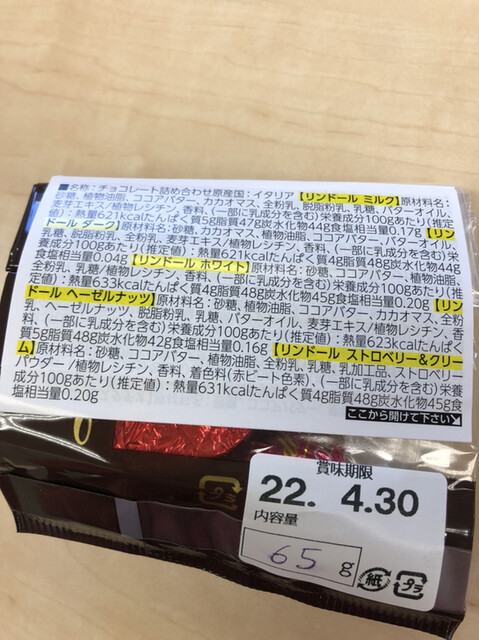 ■名称：チョコレート詰め合わせ原産国：イタリア【リンドール ミルク】原材料名：
砂糖、植物油脂、ココアバター、カカオマス、全粉乳、脱脂粉乳、乳糖、バターオイル、
麦芽エキス/植物レシチン、香料、(一部に乳成分を含む)栄養成分100gあたり(推定
値)：熱量621kcalたんぱく質5g脂質47g炭水化物44g食塩相当量0.17g【リン
ドール ダーク】原材料名：砂糖、カカオマス、植物油脂、ココアバター、バターオイル、
乳糖、脱脂粉乳、全粉乳、麦芽エキス/植物レシチン、香料、(一部に乳成分を含む)栄
養成分100gあたり(推定値)：熱量621kcalたんぱく質4g脂質48g炭水化物44g
食塩相当量0.04g【リンドール ホワイト】原材料名：砂糖、ココアバター、植物油脂、
全粉乳、乳糖/植物レシチン、香料、(一部に乳成分を含む)栄養成分100gあたり(推
定値)：熱量633kcalたんぱく質4g脂質48g炭水化物45g食塩相当量0.20g【リン
ドール ヘーゼルナッツ】原材料名：砂糖、植物油脂、ココアバター、カカオマス、全粉
乳、ヘーゼルナッツ、脱脂粉乳、乳糖、バターオイル、麦芽エキス/植物レシチン、香
料、(一部に乳成分を含む)栄養成分100gあたり(推定値)：熱量623kcalたんぱく
質5g脂質48g炭水化物42g食塩相当量0.16g【リンドール ストロベリー&クリー
ム】原材料名：砂糖、ココアバター、植物油脂、全粉乳、乳糖、乳加工品、ストロベリー
パウダー/植物レシチン、香料、着色料(赤ビート色素)、(一部に乳成分を含む)栄養
成分100gあたり(推定値)：熱量631kcalたんぱく質4g脂質48g炭水化物45g食
塩相当量0.20g
ここから開けて下さい
賞味期限
22. 4.30
内容量
65 g
紙 プラ
プラ